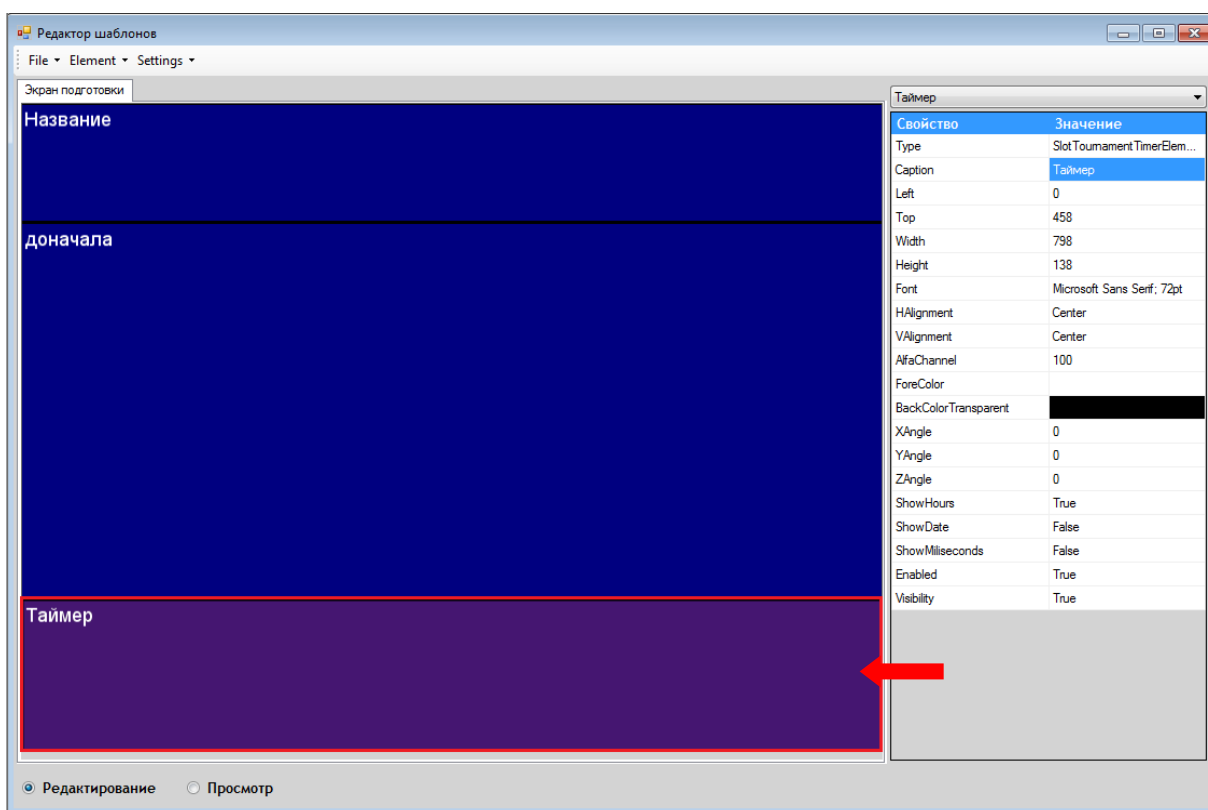 Редактор шаблонов
File Element Settings
Экран подготовки
Название
доначала
Таймер
Таймер
Свойство Значение
Type SlotTournamentTimerElem...
Caption Таймер
Left 0
Top 458
Width 798
Height 138
Font Microsoft Sans Serif; 72pt
HAlignment Center
VAlignment Center
AlfaChannel 100
ForeColor
BackColorTransparent
XAngle 0
YAngle 0
ZAngle 0
ShowHours True
ShowDate False
ShowMiliseconds False
Enabled True
Visibility True
Редактирование Просмотр